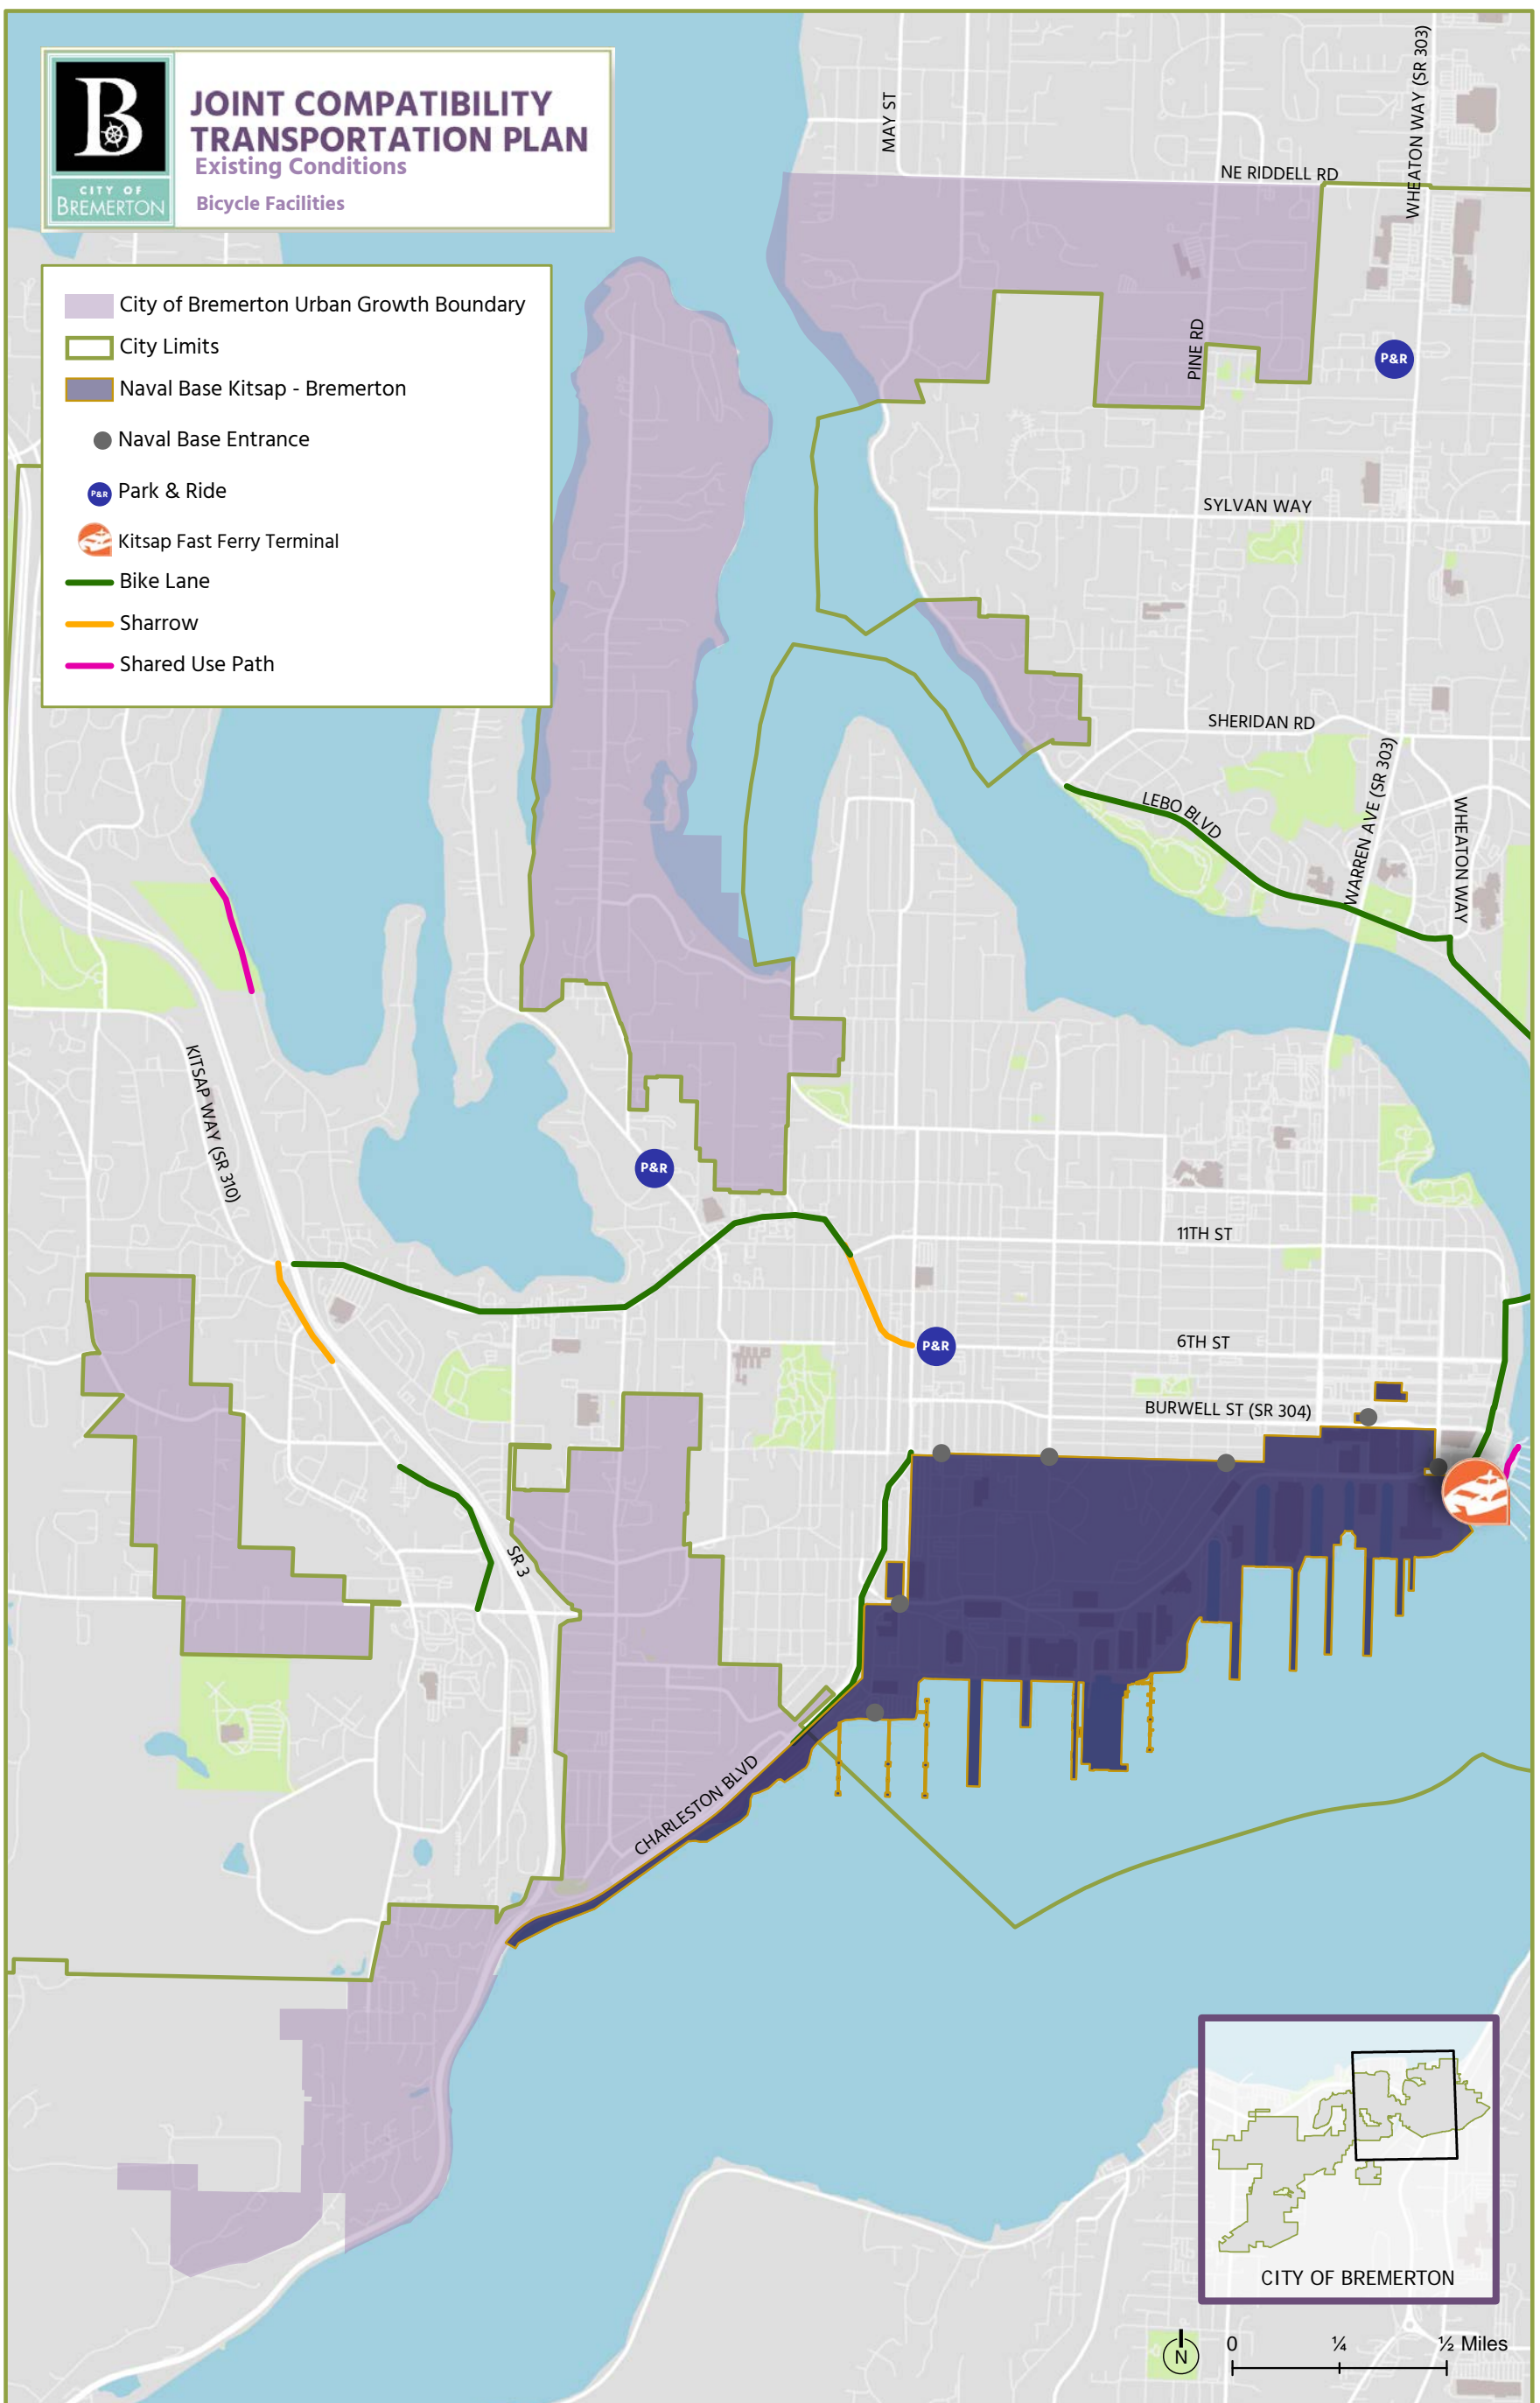 B
CITY OF
BREMERTON
JOINT COMPATIBILITY
TRANSPORTATION PLAN
Existing Conditions
Bicycle Facilities
City of Bremerton Urban Growth Boundary
City Limits
Naval Base Kitsap - Bremerton
Naval Base Entrance
P&R Park & Ride
Kitsap Fast Ferry Terminal
Bike Lane
Sharrow
Shared Use Path
MAY ST
WHEATON WAY (SR 303)
NE RIDDELL RD
PINE RD
P&R
SYLVAN WAY
SHERIDAN RD
LEBO BLVD
WARREN AVE (SR 303)
WHEATON WAY
KITSAP WAY (SR 310)
P&R
11TH ST
6TH ST
P&R
BURWELL ST (SR 304)
SR 3
CHARLESTON BLVD
CITY OF BREMERTON
N
0 ¼ ½ Miles